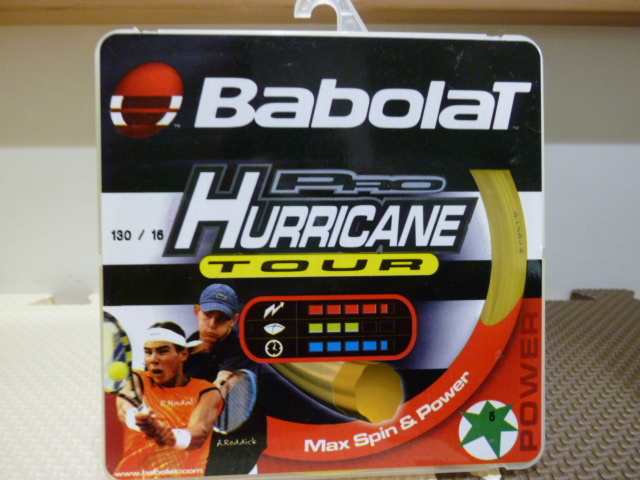 BabolaT
PRO
HURRICANE
TOUR
130 / 16
R.Nadal
A.Roddick
Max Spin & Power
POWER
www.babolat.com